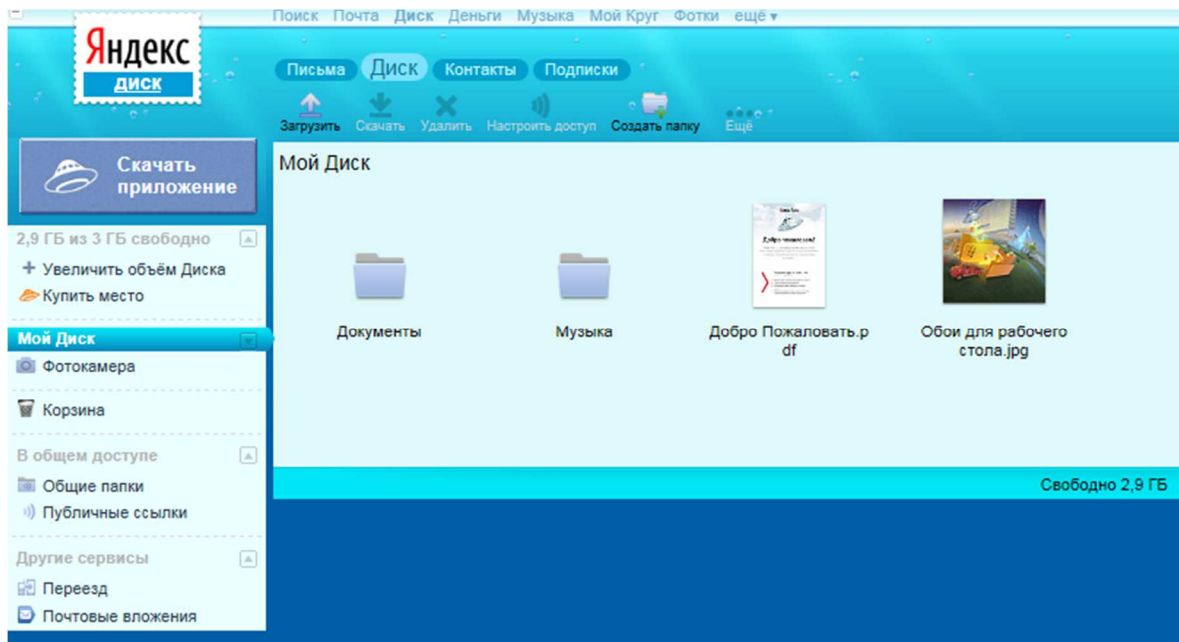 Поиск Почта Диск Деньги Музыка Мой Круг Фотки ещё
Яндекс
диск
Письма Диск Контакты Подписки
Загрузить Скачать Удалить Настроить доступ Создать папку Ещё
Скачать
приложение
Мой Диск
2,9 ГБ из 3 ГБ свободно
+ Увеличить объём Диска
Купить место
Мой Диск
Фотокамера
Корзина
В общем доступе
Общие папки
Публичные ссылки
Другие сервисы
Переезд
Почтовые вложения
Добро пожаловать!
Документы
Музыка
Добро Пожаловать.p
df
Обои для рабочего
стола.jpg
Свободно 2,9 ГБ